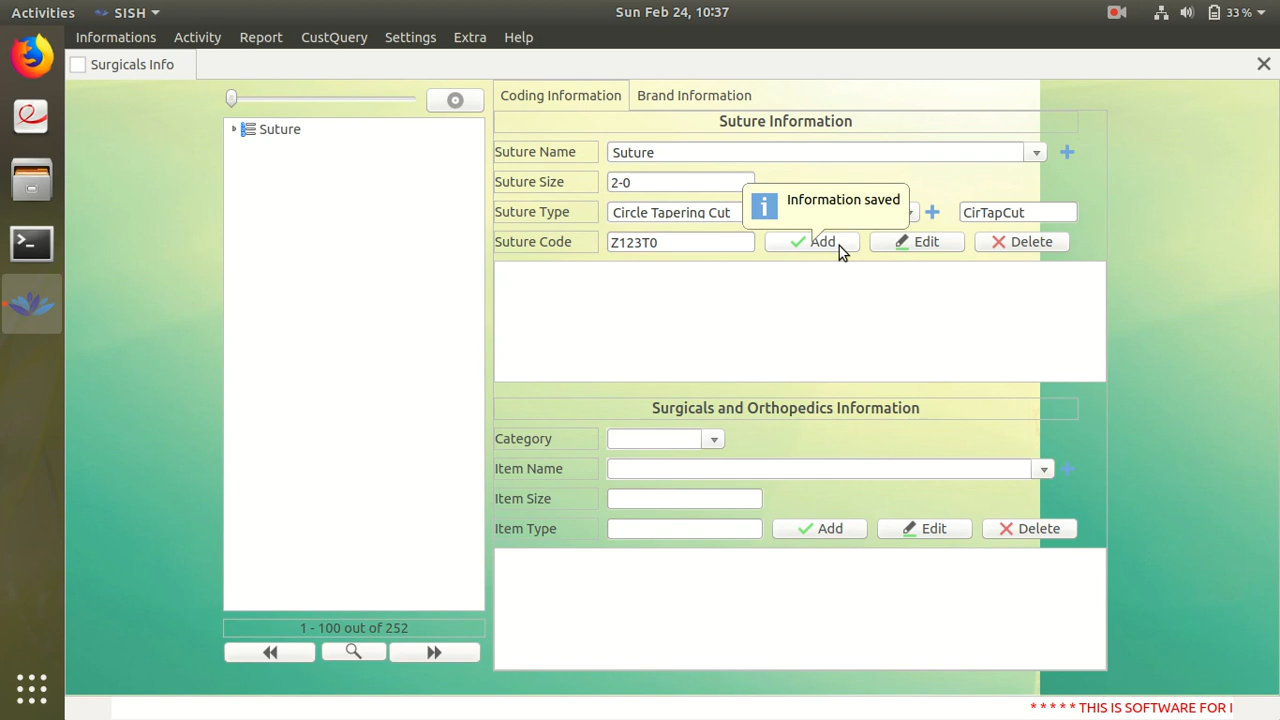 Activities SISH Sun Feb 24, 10:37 33 %
Informations Activity Report CustQuery Settings Extra Help
Surgicals Info
Coding Information Brand Information
Suture
Suture Information
Suture Name Suture
Suture Size 2-0
Information saved
Suture Type Circle Tapering Cut CirTapCut
Suture Code Z123T0 Add Edit Delete
Surgicals and Orthopedics Information
Category
Item Name
Item Size
Item Type Add Edit Delete
1 - 100 out of 252
* * * * * THIS IS SOFTWARE FOR I